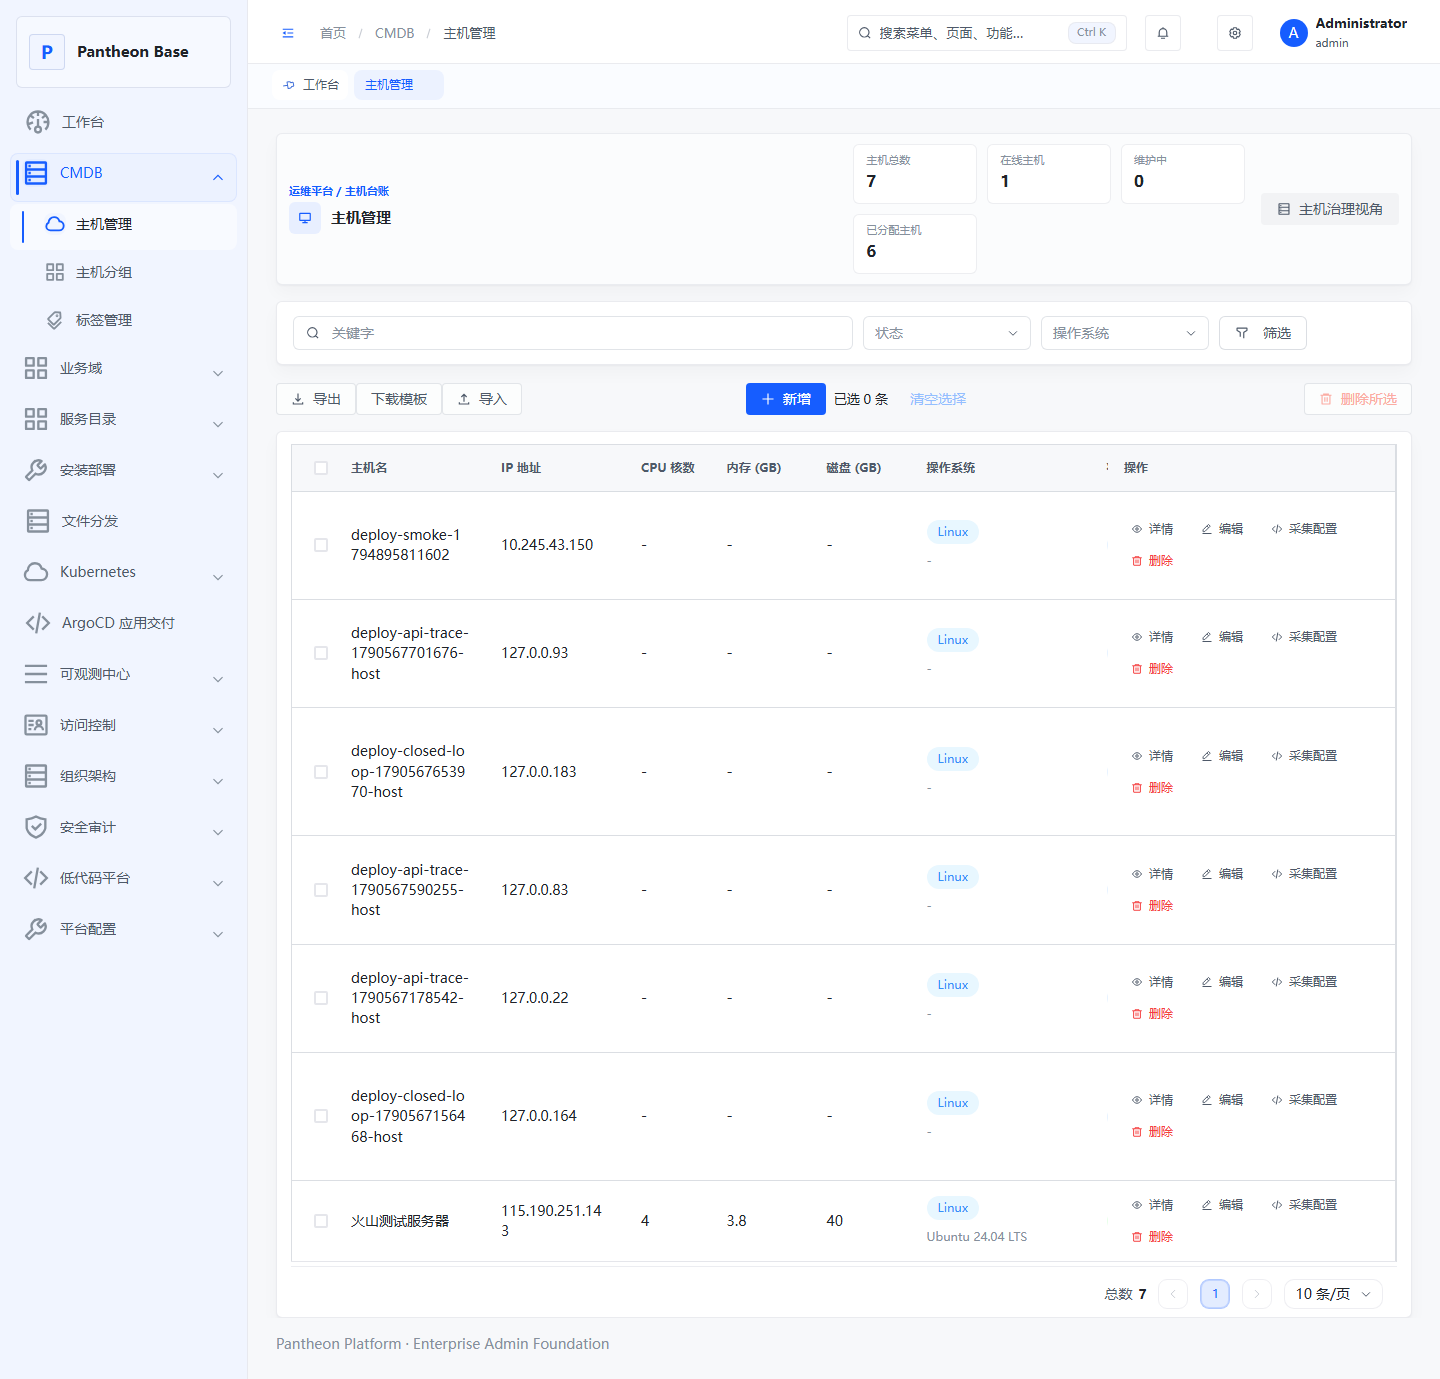 P
Pantheon Base
工作台
CMDB
主机管理
主机分组
标签管理
业务域
服务目录
安装部署
文件分发
Kubernetes
ArgoCD 应用交付
可观测中心
访问控制
组织架构
安全审计
低代码平台
平台配置
首页 / CMDB / 主机管理
搜索菜单、页面、功能... Ctrl K
A
Administrator
admin
工作台
主机管理
运维平台 / 主机台账
主机管理
主机总数
7
在线主机
1
维护中
0
已分配主机
6
主机治理视角
关键字
状态
操作系统
筛选
导出
下载模板
导入
新增
已选 0 条
清空选择
删除所选
主机名 IP 地址 CPU 核数 内存 (GB) 磁盘 (GB) 操作系统 操作
deploy-smoke-1
794895811602
10.245.43.150 - - -
Linux
-
详情 编辑 采集配置
删除
deploy-api-trace-
1790567701676-
host
127.0.0.93 - - -
Linux
-
详情 编辑 采集配置
删除
deploy-closed-lo
op-17905676539
70-host
127.0.0.183 - - -
Linux
-
详情 编辑 采集配置
删除
deploy-api-trace-
1790567590255-
host
127.0.0.83 - - -
Linux
-
详情 编辑 采集配置
删除
deploy-api-trace-
1790567178542-
host
127.0.0.22 - - -
Linux
-
详情 编辑 采集配置
删除
deploy-closed-lo
op-17905671564
68-host
127.0.0.164 - - -
Linux
-
详情 编辑 采集配置
删除
火山测试服务器
115.190.251.14
3
4 3.8 40
Linux
Ubuntu 24.04 LTS
详情 编辑 采集配置
删除
总数 7
1
10 条/页
Pantheon Platform · Enterprise Admin Foundation